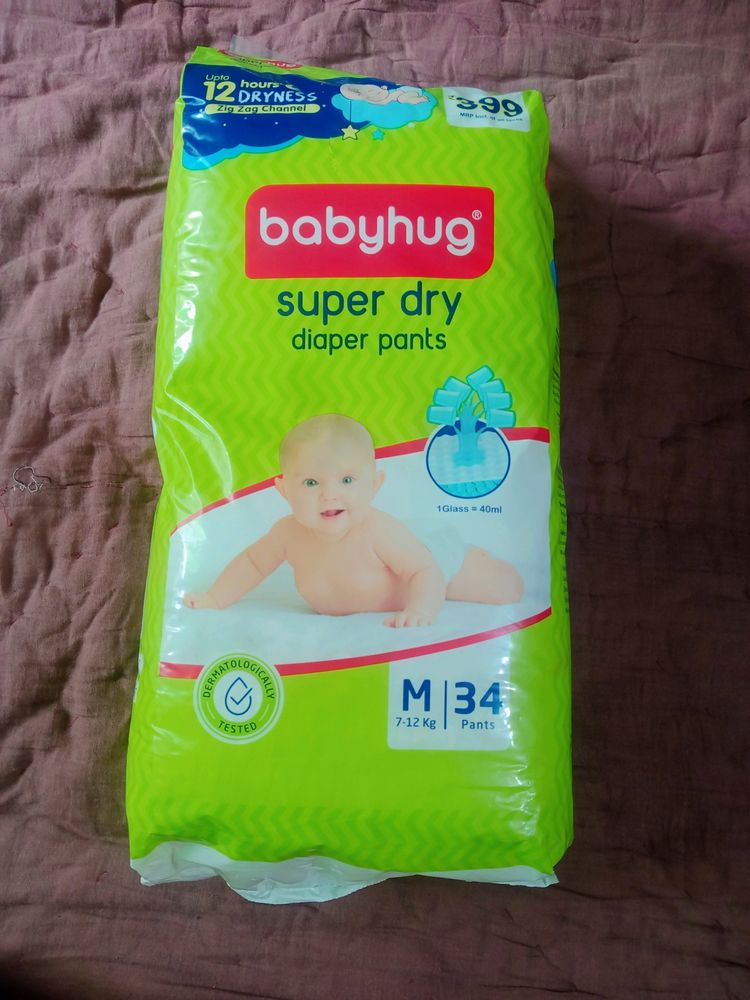 Upto
12 hours
DRYNESS
Zig Zag Channel
399
babyhug®
super dry
diaper pants
1Glass = 40ml
DERMATOLOGICALLY
TESTED
M 34
7-12 Kg Pants